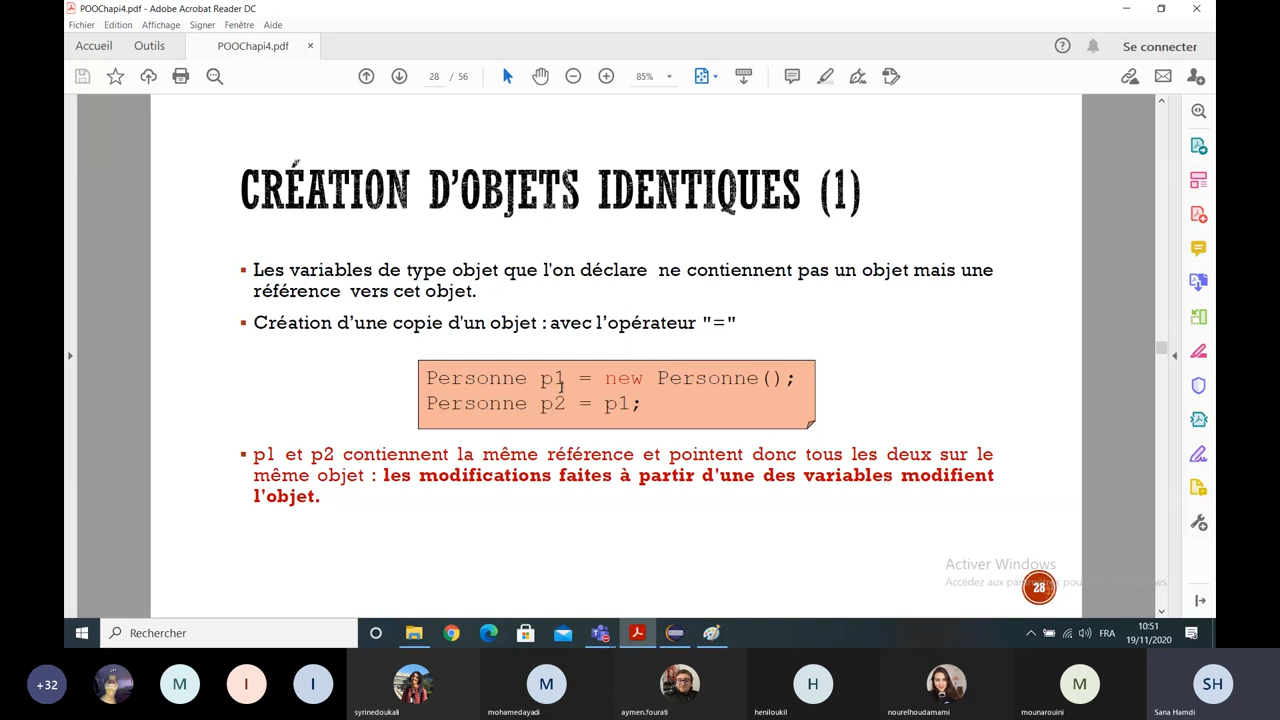 POOChapi4.pdf - Adobe Acrobat Reader DC
Fichier Edition Affichage Signer Fenêtre Aide
Accueil Outils POOChapi4.pdf × Se connecter
28 / 56 85%
CRÉATION D'OBJETS IDENTIQUES (1)
Les variables de type objet que l'on déclare ne contiennent pas un objet mais une
référence vers cet objet.
Création d'une copie d'un objet : avec l'opérateur "="
Personne p1 = new Personne();
Personne p2 = p1;
p1 et p2 contiennent la même référence et pointent donc tous les deux sur le
même objet : les modifications faites à partir d'une des variables modifient
l'objet.
Activer Windows
Accédez aux paramètres pour Windows.
28
Rechercher
FRA
10:51
19/11/2020
+32 M I I M H M SH
syrinedoukali mohamedayadi aymen.fourati heniloukil nourelhoudamami mounarouini Sana Hamdi